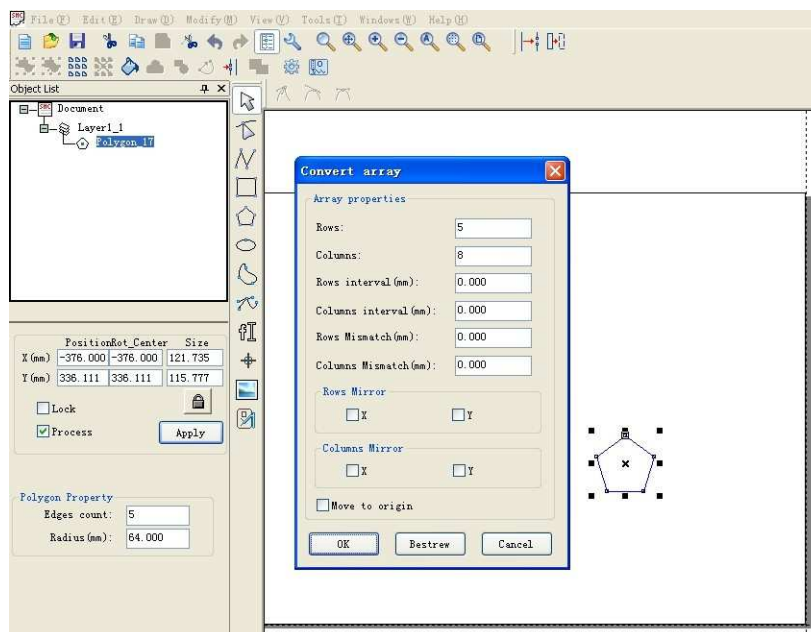 File(F) Edit(E) Draw(D) Modify(M) View(V) Tools(T) Windows(W) Help(H)
Object List
Document
Layer1_1
Polygon_17
Convert array
Array properties
Rows: 5
Columns: 8
Rows interval(mm): 0.000
Columns interval(mm): 0.000
Rows Mismatch(mm): 0.000
Columns Mismatch(mm): 0.000
Rows Mirror
X Y
Columns Mirror
X Y
Move to origin
OK Bestrew Cancel
Position Rot_Center Size
X(mm) -376.000 -376.000 121.735
Y(mm) 336.111 336.111 115.777
Lock
Process Apply
Polygon Property
Edges count: 5
Radius(mm): 64.000